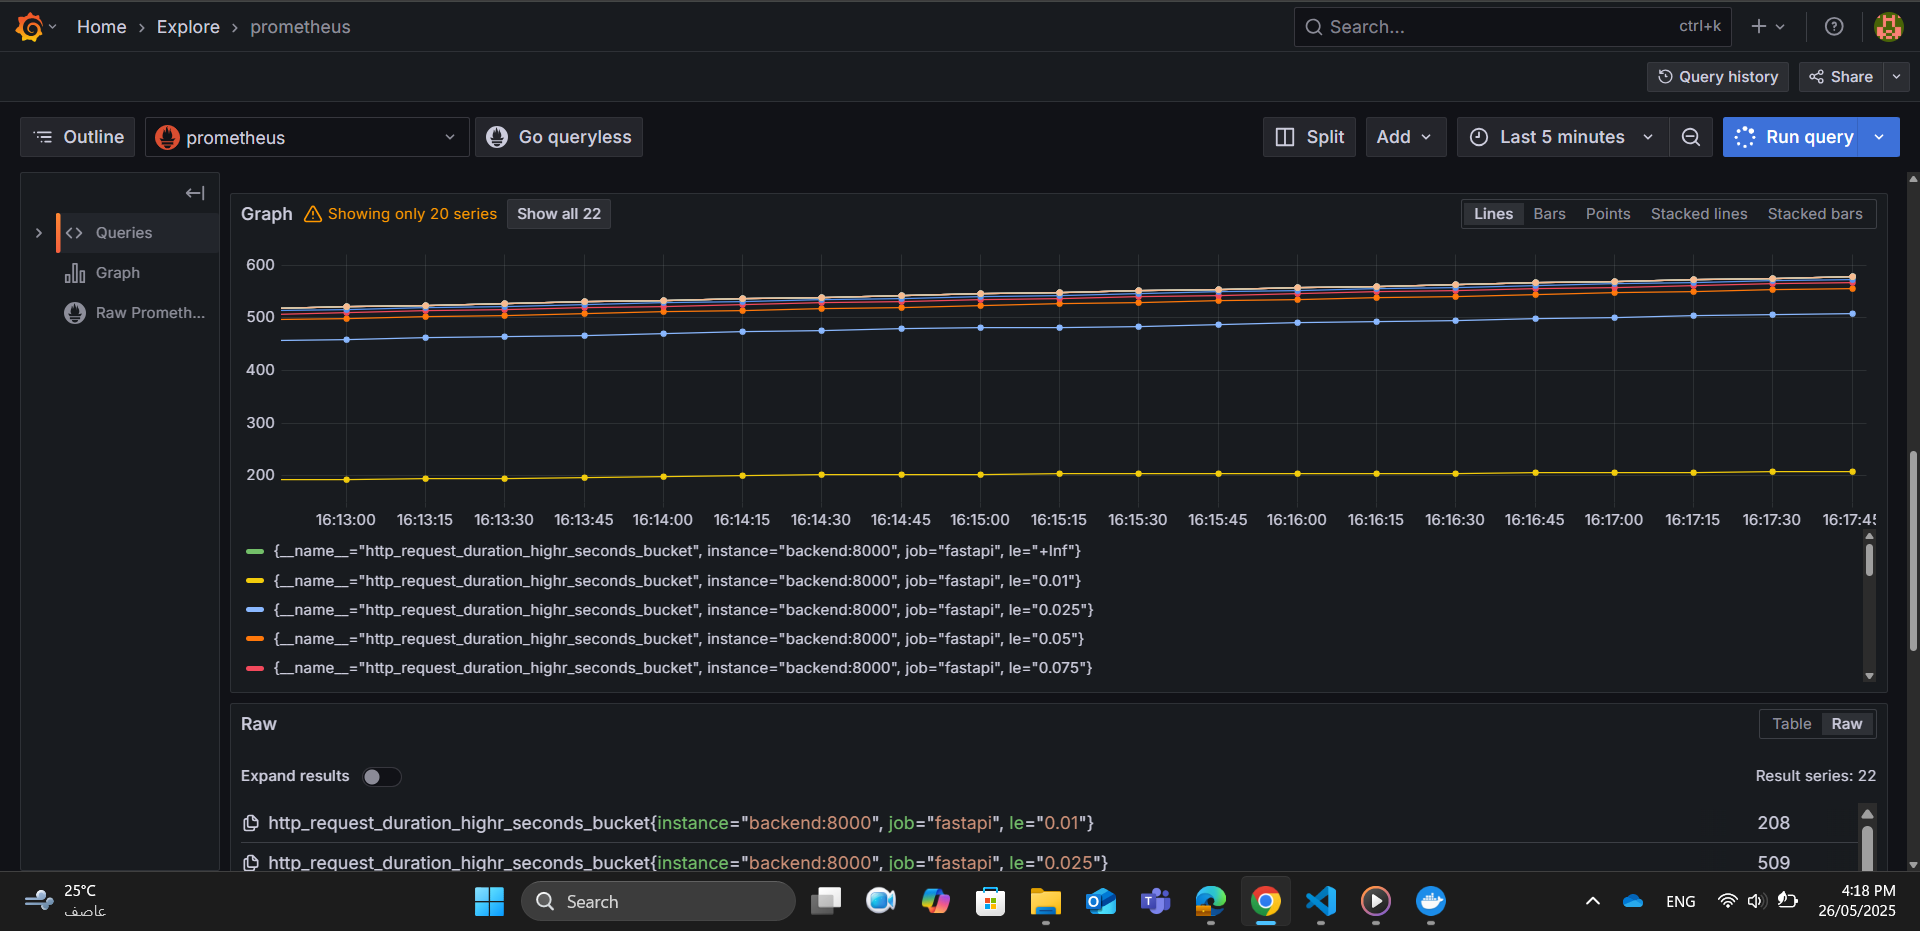 Home › Explore › prometheus
Search... ctrl+k
Query history
Share
Outline
prometheus
Go queryless
Split
Add
Last 5 minutes
Run query
Queries
Graph
Raw Prometh...
Graph
Showing only 20 series
Show all 22
Lines Bars Points Stacked lines Stacked bars
600
500
400
300
200
16:13:00 16:13:15 16:13:30 16:13:45 16:14:00 16:14:15 16:14:30 16:14:45 16:15:00 16:15:15 16:15:30 16:15:45 16:16:00 16:16:15 16:16:30 16:16:45 16:17:00 16:17:15 16:17:30 16:17:45
{__name__="http_request_duration_highr_seconds_bucket", instance="backend:8000", job="fastapi", le="+Inf"}
{__name__="http_request_duration_highr_seconds_bucket", instance="backend:8000", job="fastapi", le="0.01"}
{__name__="http_request_duration_highr_seconds_bucket", instance="backend:8000", job="fastapi", le="0.025"}
{__name__="http_request_duration_highr_seconds_bucket", instance="backend:8000", job="fastapi", le="0.05"}
{__name__="http_request_duration_highr_seconds_bucket", instance="backend:8000", job="fastapi", le="0.075"}
Raw
Table Raw
Expand results
Result series: 22
http_request_duration_highr_seconds_bucket{instance="backend:8000", job="fastapi", le="0.01"} 208
http_request_duration_highr_seconds_bucket{instance="backend:8000", job="fastapi", le="0.025"} 509
25°C
عاصف
Search
ENG
4:18 PM
26/05/2025